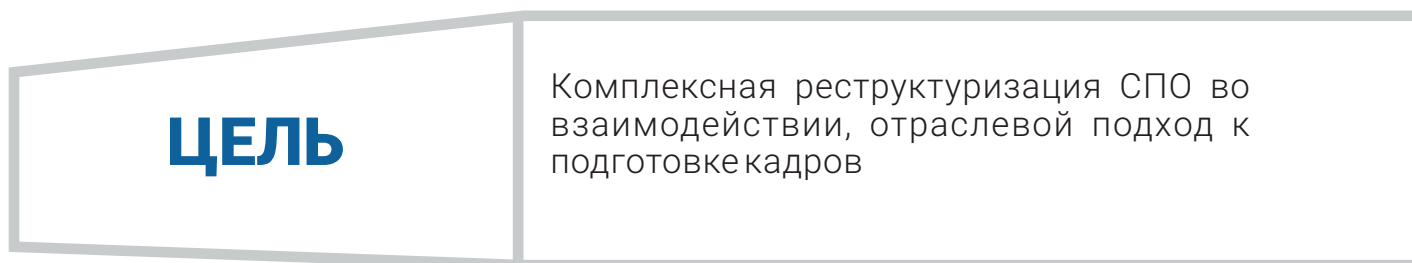 ЦЕЛЬ
Комплексная реструктуризация СПО во
взаимодействии, отраслевой подход к
подготовке кадров